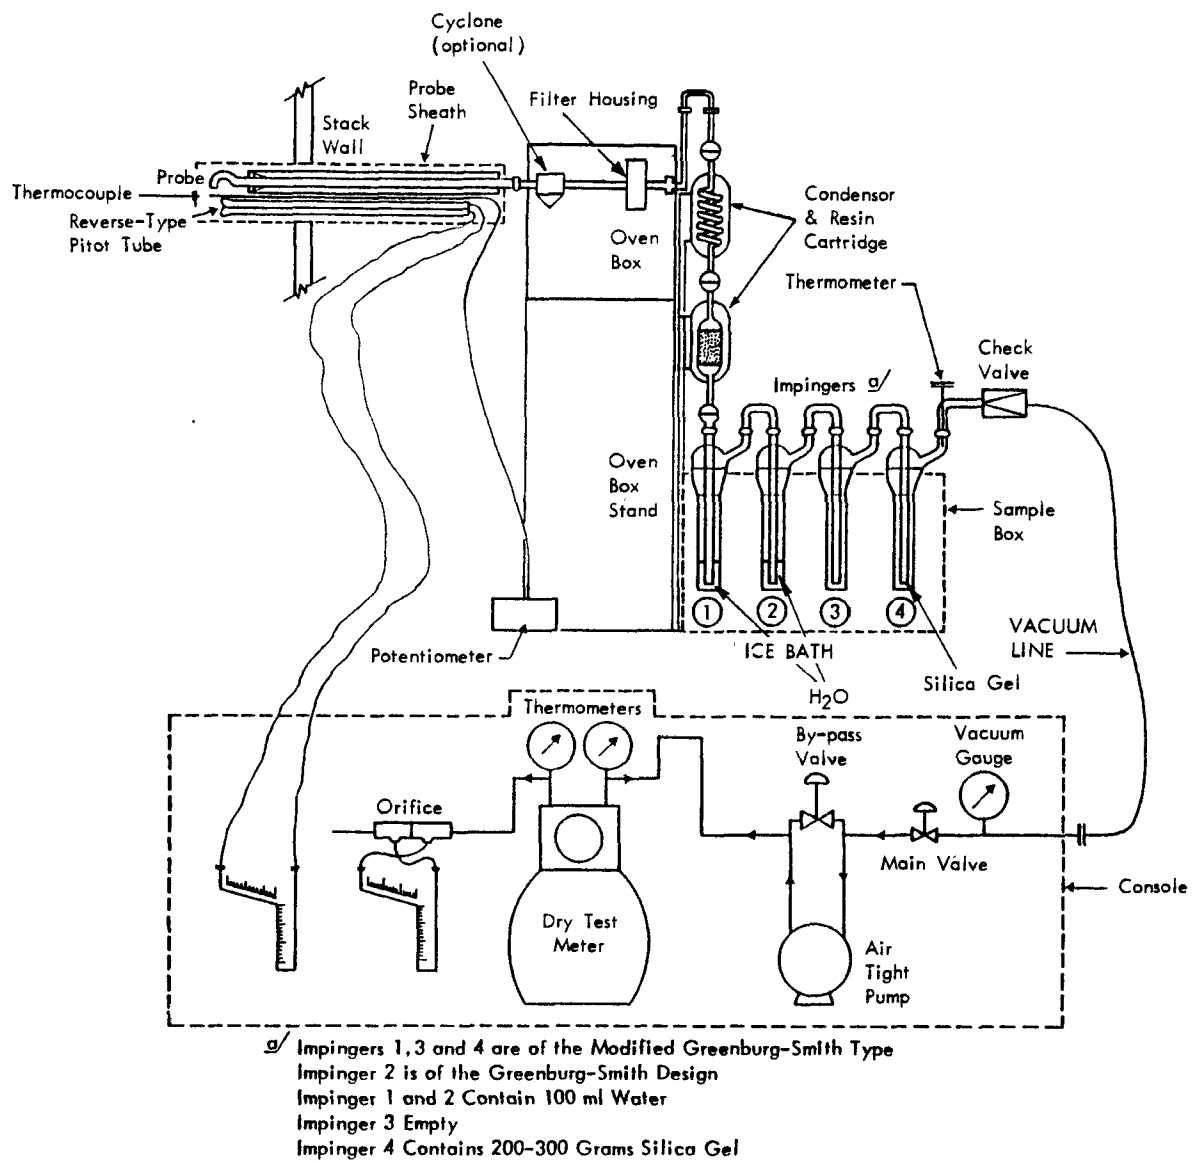 Cyclone
(optional)
Probe
Sheath
Filter Housing
Stack
Wall
Probe
Thermocouple
Reverse-Type
Pitot Tube
Oven
Box
Condensor
& Resin
Cartridge
Thermometer
Check
Valve
Impingers a/
Oven
Box
Stand
Sample
Box
1 2 3 4
ICE BATH
VACUUM
LINE
Potentiometer
Silica Gel
H2O
Thermometers
By-pass
Valve
Vacuum
Gauge
Orifice
Main Valve
Console
Dry Test
Meter
Air
Tight
Pump
a/ Impingers 1,3 and 4 are of the Modified Greenburg-Smith Type
Impinger 2 is of the Greenburg-Smith Design
Impinger 1 and 2 Contain 100 ml Water
Impinger 3 Empty
Impinger 4 Contains 200-300 Grams Silica Gel